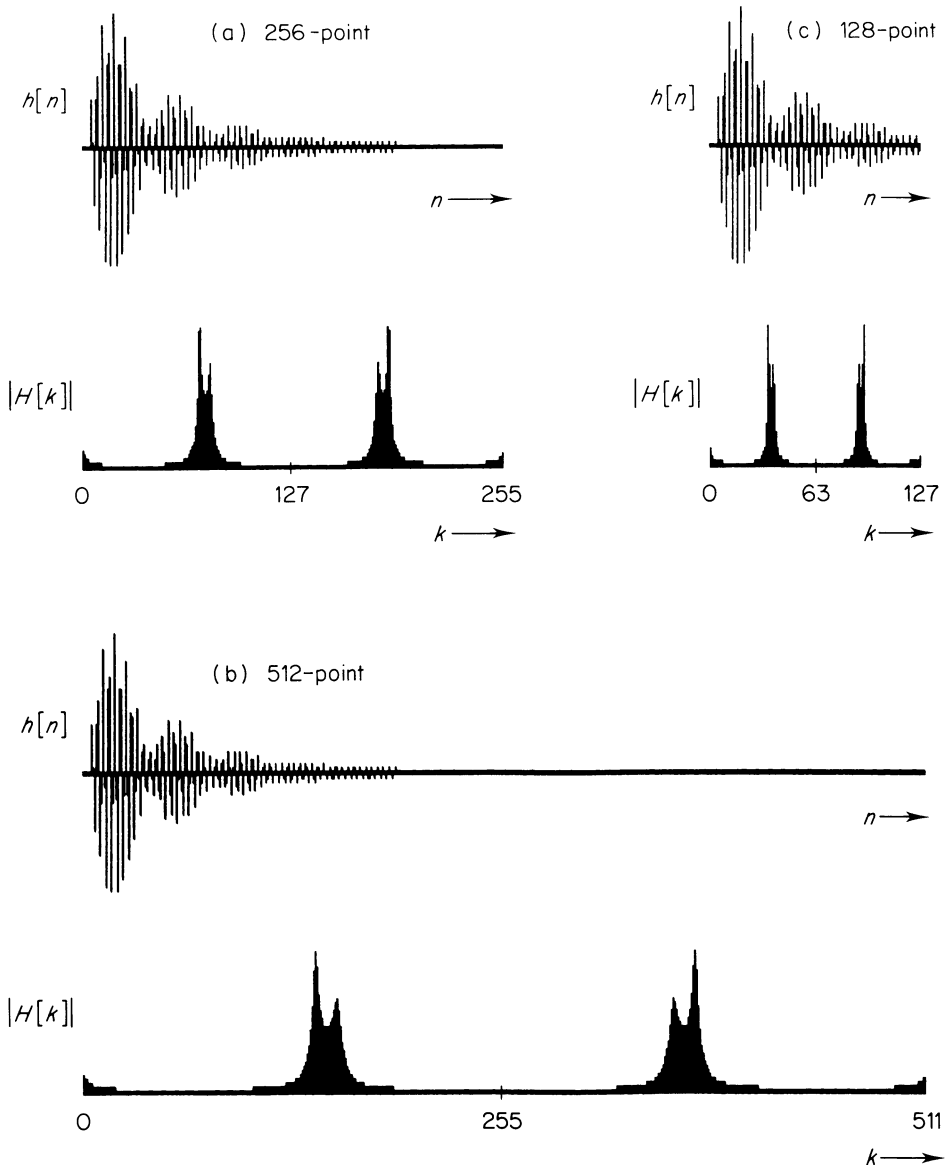 (a) 256-point
h[n]
n
|H[k]|
0 127 255
k
(c) 128-point
h[n]
n
|H[k]|
0 63 127
k
(b) 512-point
h[n]
n
|H[k]|
0 255 511
k